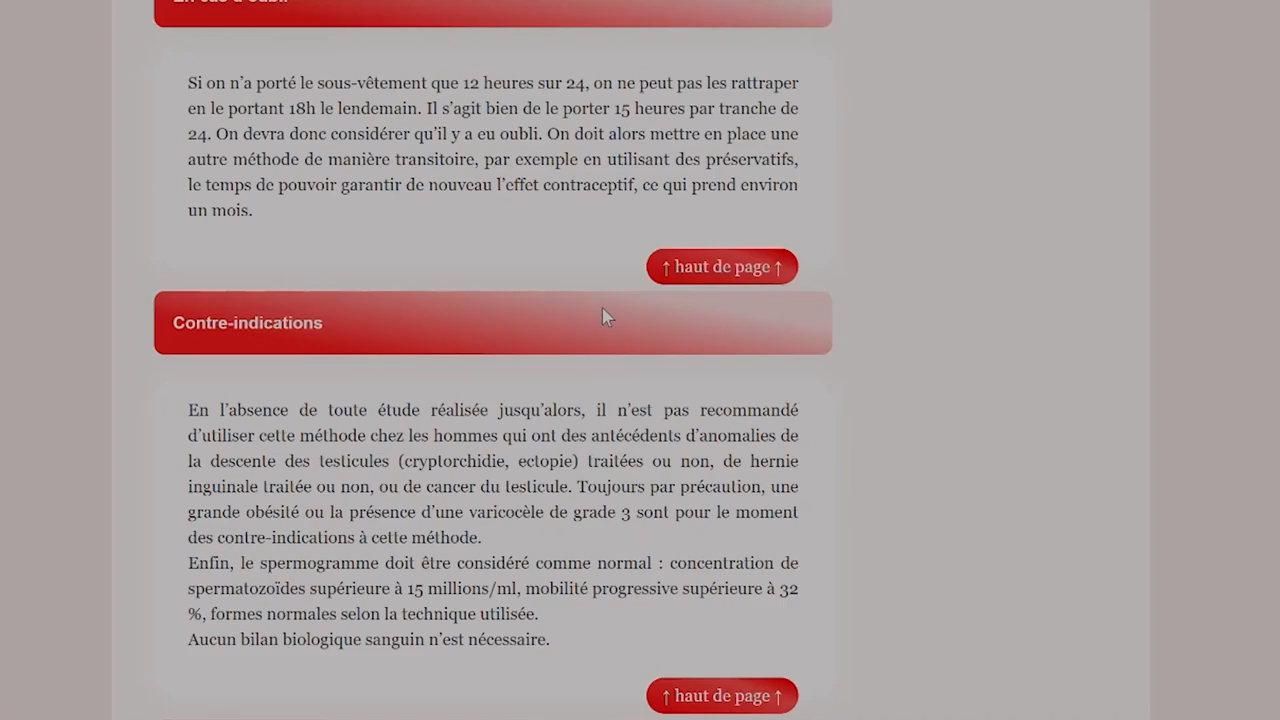 Si on n’a porté le sous-vêtement que 12 heures sur 24, on ne peut pas les rattraper
en le portant 18h le lendemain. Il s’agit bien de le porter 15 heures par tranche de
24. On devra donc considérer qu’il y a eu oubli. On doit alors mettre en place une
autre méthode de manière transitoire, par exemple en utilisant des préservatifs,
le temps de pouvoir garantir de nouveau l’effet contraceptif, ce qui prend environ
un mois.
↑ haut de page ↑
Contre-indications
En l’absence de toute étude réalisée jusqu’alors, il n’est pas recommandé
d’utiliser cette méthode chez les hommes qui ont des antécédents d’anomalies de
la descente des testicules (cryptorchidie, ectopie) traitées ou non, de hernie
inguinale traitée ou non, ou de cancer du testicule. Toujours par précaution, une
grande obésité ou la présence d’une varicocèle de grade 3 sont pour le moment
des contre-indications à cette méthode.
Enfin, le spermogramme doit être considéré comme normal : concentration de
spermatozoïdes supérieure à 15 millions/ml, mobilité progressive supérieure à 32
%, formes normales selon la technique utilisée.
Aucun bilan biologique sanguin n’est nécessaire.
↑ haut de page ↑